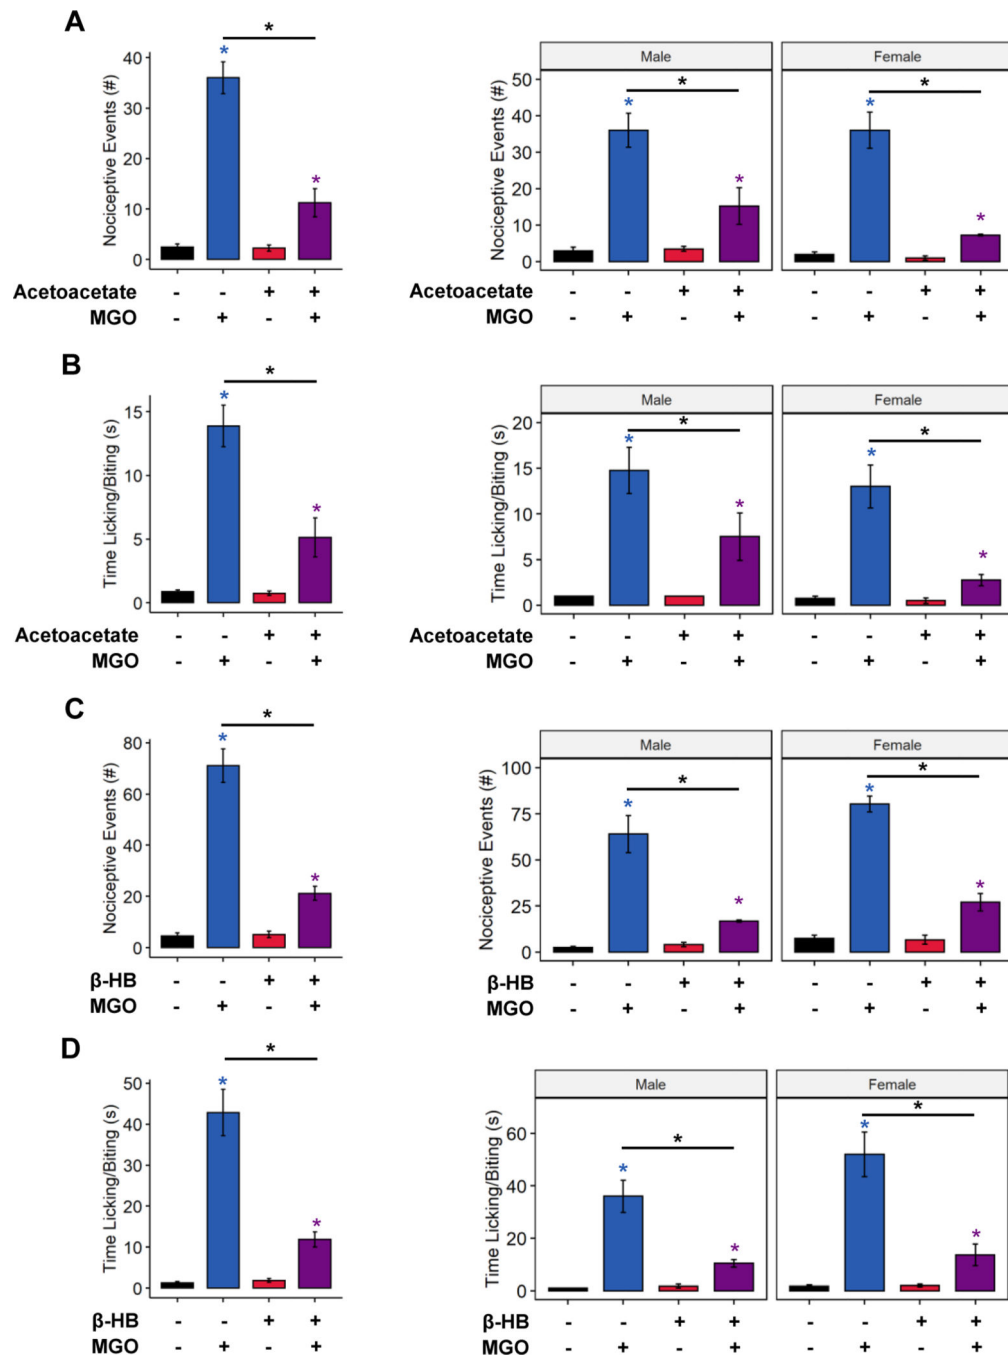 A
*
*
*
Nociceptive Events (#)
40
30
20
10
0
Acetoacetate - - + +
MGO - + - +
Male
Female
*
*
*
*
*
*
Nociceptive Events (#)
50
40
30
20
10
0
Acetoacetate - - + + - - + +
MGO - + - + - + - +
B
*
*
*
Time Licking/Biting (s)
15
10
5
0
Acetoacetate - - + +
MGO - + - +
Male
Female
*
*
*
*
*
*
Time Licking/Biting (s)
20
15
10
5
0
Acetoacetate - - + + - - + +
MGO - + - + - + - +
C
*
*
*
Nociceptive Events (#)
80
60
40
20
0
β-HB - - + +
MGO - + - +
Male
Female
*
*
*
*
*
*
Nociceptive Events (#)
100
75
50
25
0
β-HB - - + + - - + +
MGO - + - + - + - +
D
*
*
*
Time Licking/Biting (s)
50
40
30
20
10
0
β-HB - - + +
MGO - + - +
Male
Female
*
*
*
*
*
*
Time Licking/Biting (s)
60
40
20
0
β-HB - - + + - - + +
MGO - + - + - + - +